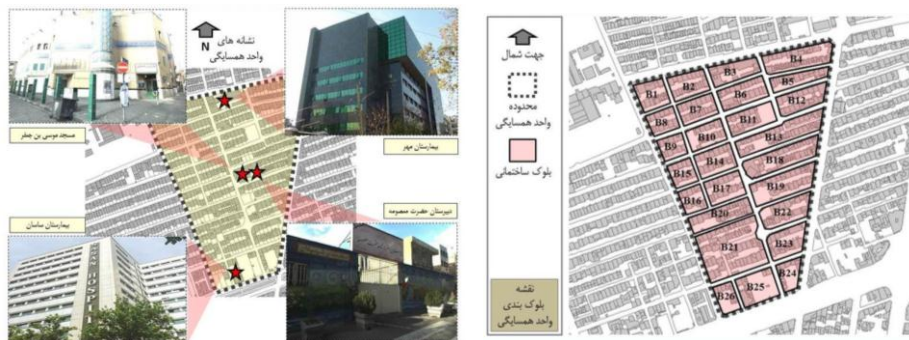 نشانه های
واحد همسایگی
N
مسجد موسی بن جعفر
بیمارستان مهر
بیمارستان ساسان
دبیرستان حضرت معصومه
HOSPI
جهت شمال
محدوده
واحد همسایگی
بلوک ساختمانی
نقشه
بلوک بندی
واحد همسایگی
B1
B2
B3
B4
B5
B6
B7
B8
B9
B10
B11
B12
B13
B14
B15
B16
B17
B18
B19
B20
B21
B22
B23
B24
B25
B26